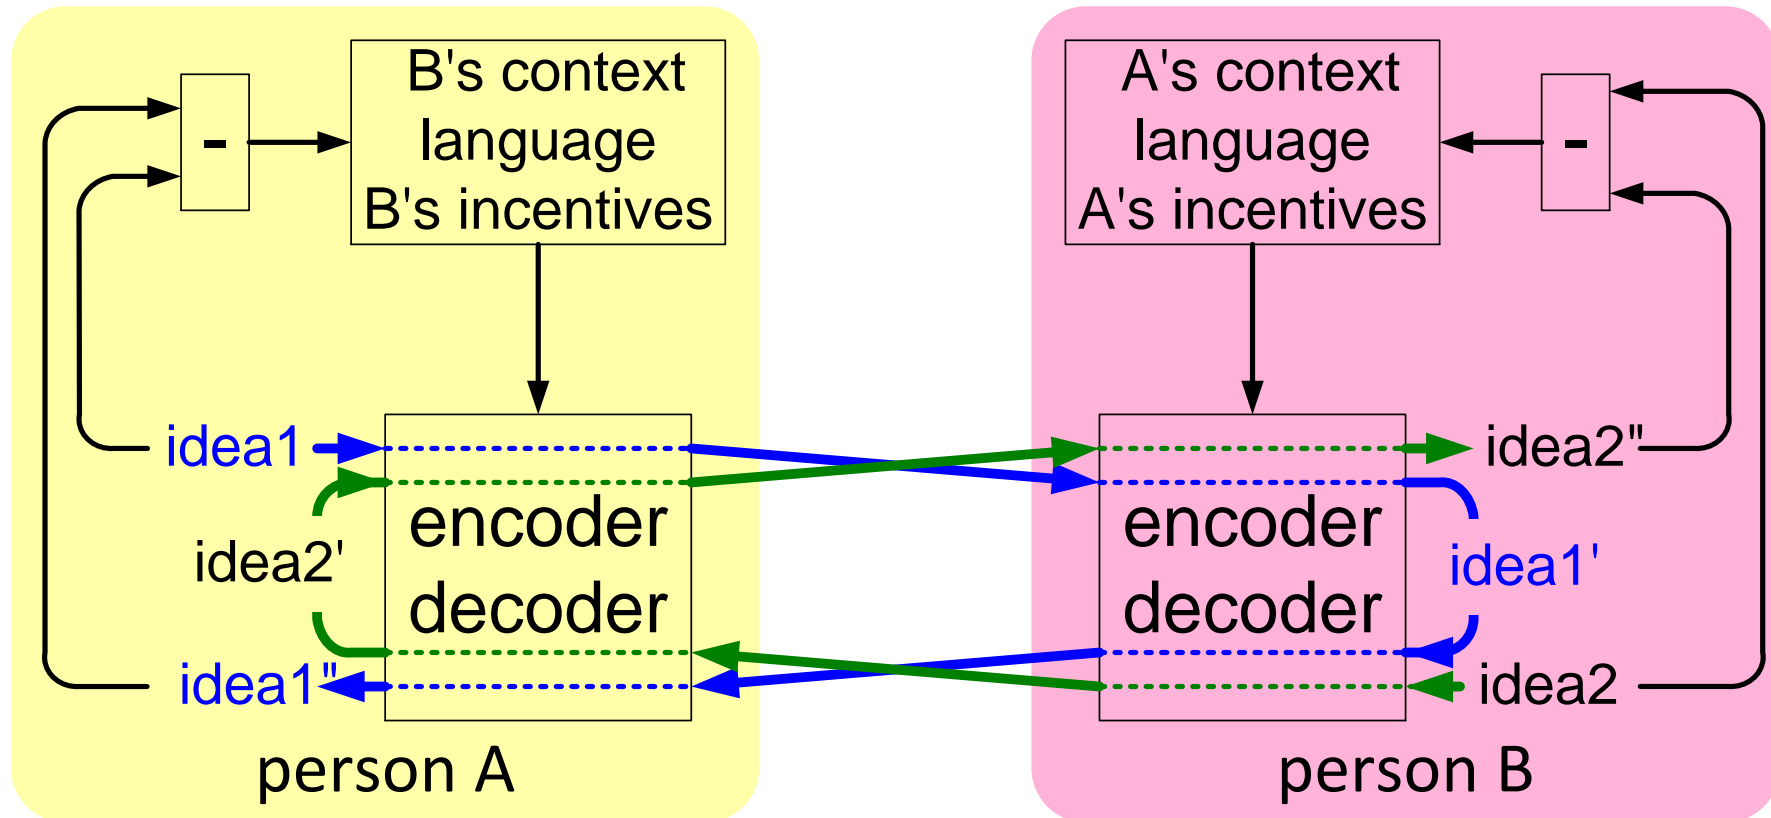 B's context
language
B's incentives
-
idea1
idea2'
idea1"
encoder
decoder
person A
A's context
language
A's incentives
-
encoder
decoder
idea2"
idea1'
idea2
person B